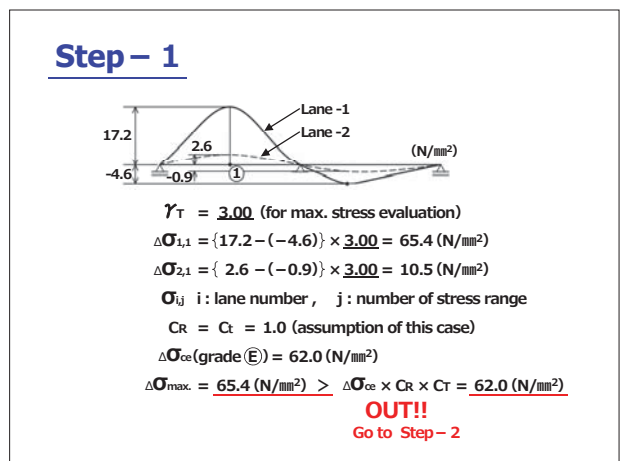 Step – 1
Lane -1
Lane -2
17.2
2.6
(N/mm²)
-4.6
-0.9
①
γT = 3.00 (for max. stress evaluation)
Δσ1,1 = {17.2 – (– 4.6)} × 3.00 = 65.4 (N/mm²)
Δσ2,1 = { 2.6 – (– 0.9)} × 3.00 = 10.5 (N/mm²)
σi,j i : lane number , j : number of stress range
CR = Ct = 1.0 (assumption of this case)
Δσce (grade Ⓔ) = 62.0 (N/mm²)
Δσmax. = 65.4 (N/mm²) > Δσce × CR × CT = 62.0 (N/mm²)
OUT!!
Go to Step – 2